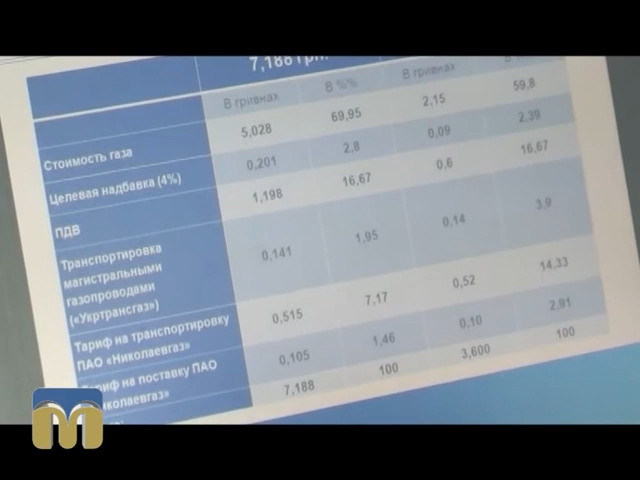 7,188 грн.
В гривнах В %% В гривнах В
Стоимость газа 5,028 69,95 2,15 59,8
Целевая надбавка (4%) 0,201 2,8 0,09 2,39
ПДВ 1,198 16,67 0,6 16,67
Транспортировка
магистральными
газопроводами
(«Укртрансгаз») 0,141 1,95 0,14 3,9
Тариф на транспортировку
ПАО «Николаевгаз» 0,515 7,17 0,52 14,33
Тариф на поставку ПАО
«Николаевгаз» 0,105 1,46 0,10 2,91
7,188 100 3,600 100